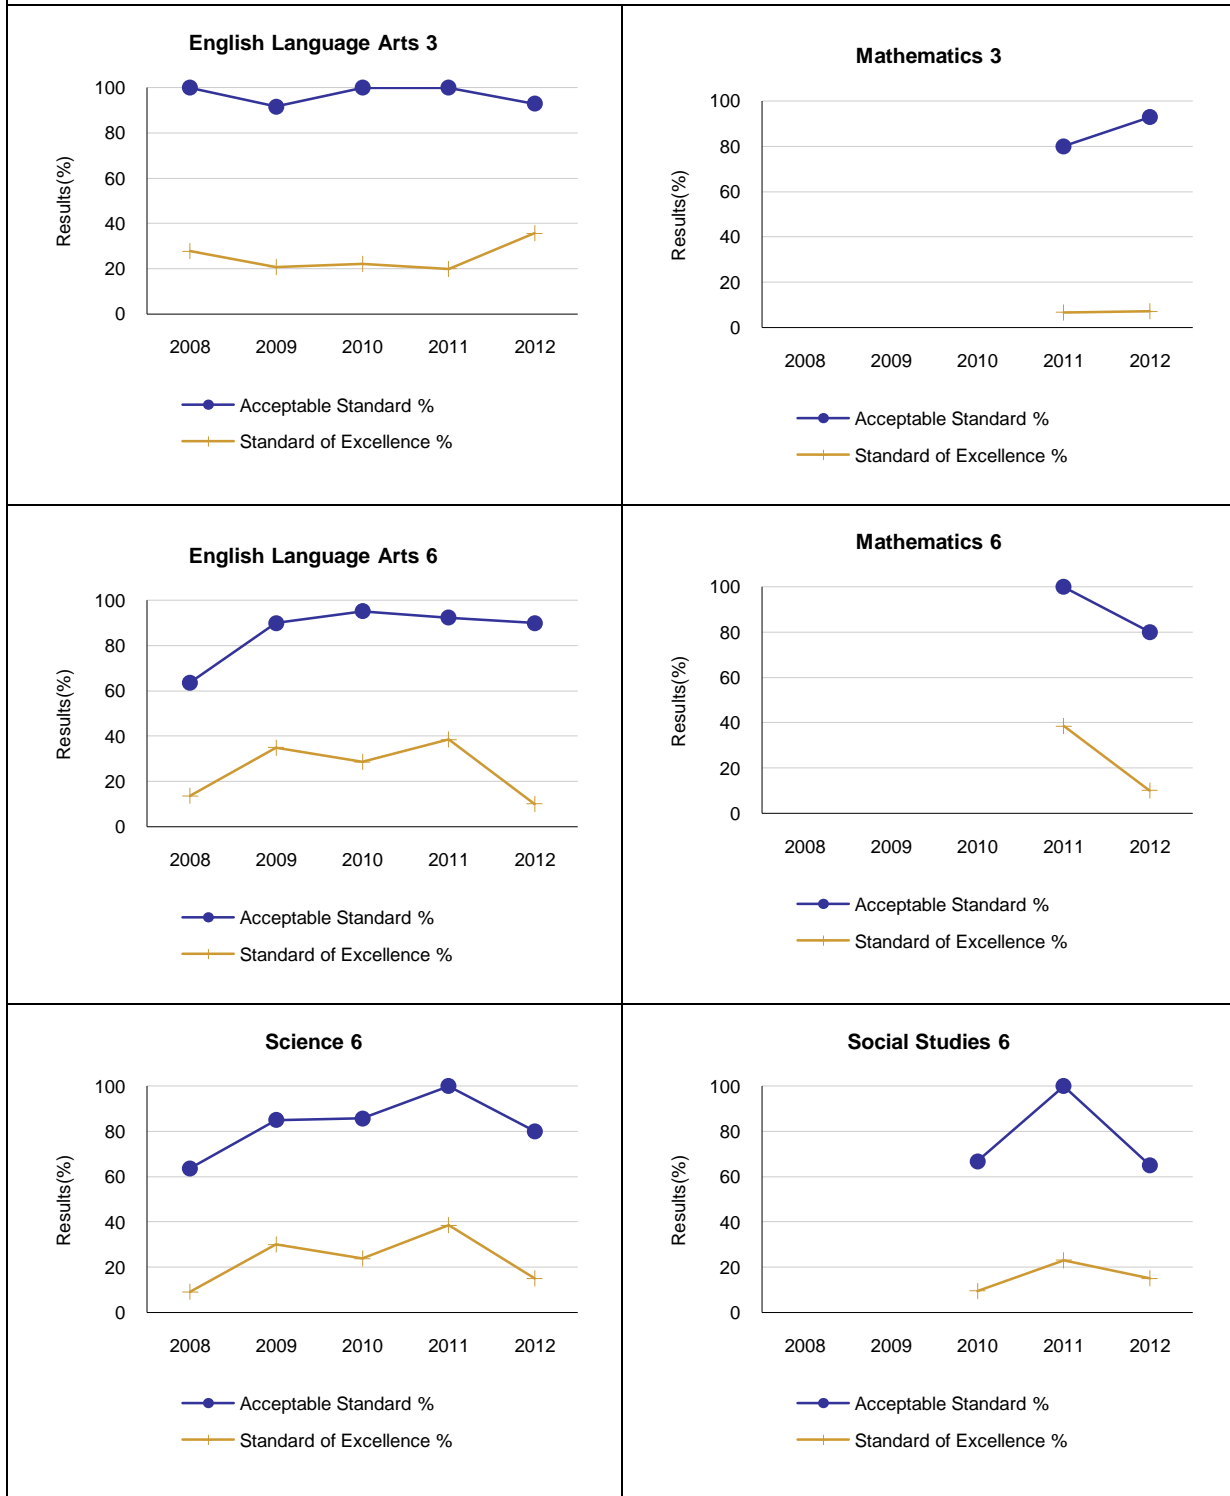 English Language Arts 3
100
80
60
40
20
0
Results(%)
2008 2009 2010 2011 2012
Acceptable Standard %
Standard of Excellence %
Mathematics 3
100
80
60
40
20
0
Results(%)
2008 2009 2010 2011 2012
Acceptable Standard %
Standard of Excellence %
English Language Arts 6
100
80
60
40
20
0
Results(%)
2008 2009 2010 2011 2012
Acceptable Standard %
Standard of Excellence %
Mathematics 6
100
80
60
40
20
0
Results(%)
2008 2009 2010 2011 2012
Acceptable Standard %
Standard of Excellence %
Science 6
100
80
60
40
20
0
Results(%)
2008 2009 2010 2011 2012
Acceptable Standard %
Standard of Excellence %
Social Studies 6
100
80
60
40
20
0
Results(%)
2008 2009 2010 2011 2012
Acceptable Standard %
Standard of Excellence %